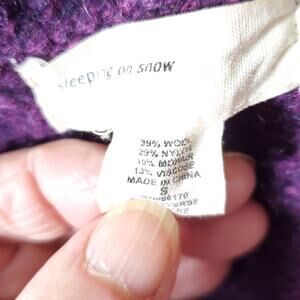 sleeping on snow
39% WOOL
29% NYLON
19% MOHAIR
13% VISCOSE
MADE IN CHINA
S